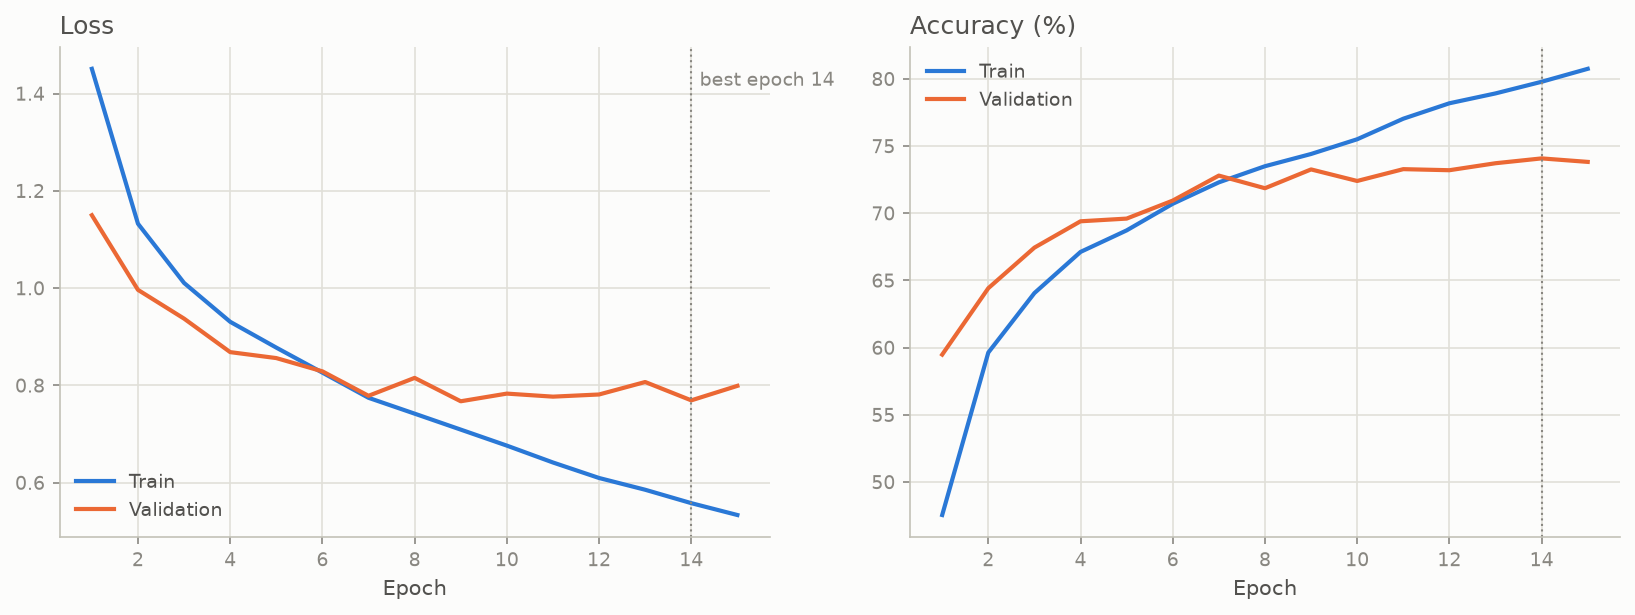 Loss
1.4
1.2
1.0
0.8
0.6
best epoch 14
Train
Validation
2 4 6 8 10 12 14
Epoch
Accuracy (%)
80
75
70
65
60
55
50
Train
Validation
2 4 6 8 10 12 14
Epoch